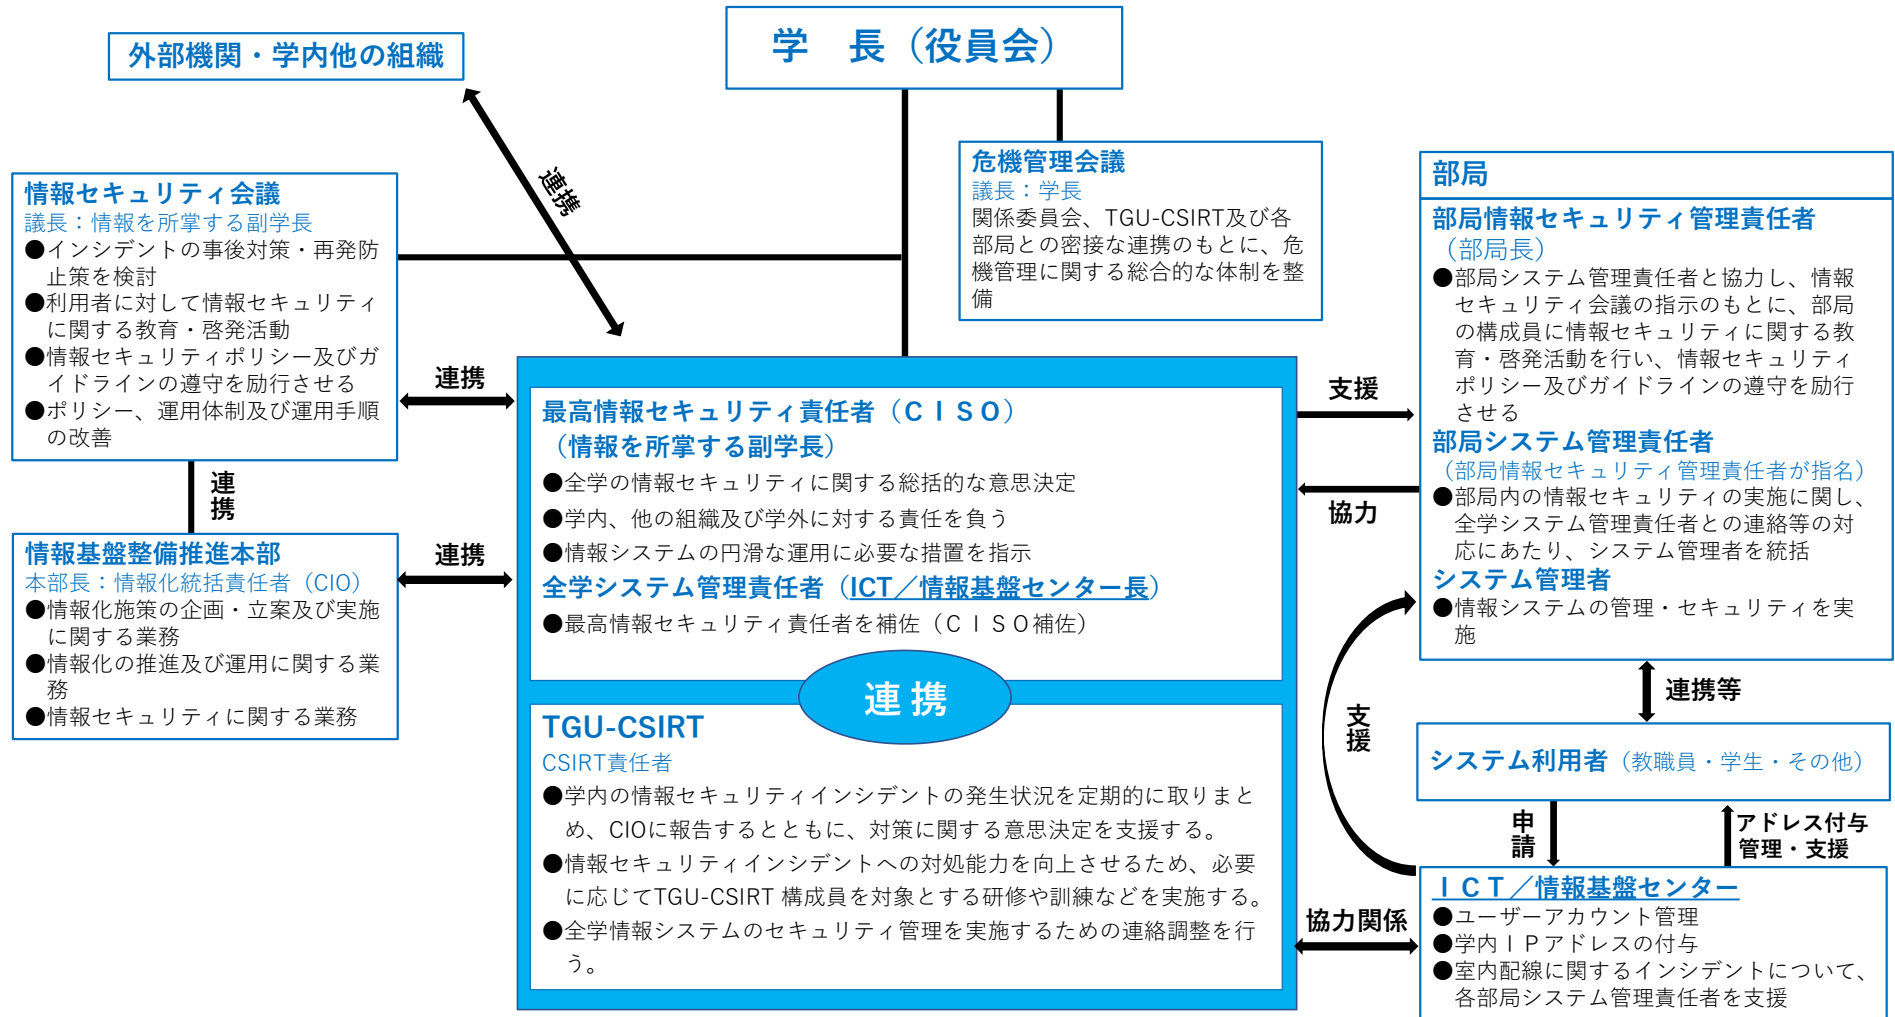 学　長（役員会）
外部機関・学内他の組織
連携
危機管理会議
議長：学長
関係委員会、TGU-CSIRT及び各
部局との密接な連携のもとに、危
機管理に関する総合的な体制を整
備
情報セキュリティ会議
議長：情報を所掌する副学長
●インシデントの事後対策・再発防
止策を検討
●利用者に対して情報セキュリティ
に関する教育・啓発活動
●情報セキュリティポリシー及びガ
イドラインの遵守を励行させる
●ポリシー、運用体制及び運用手順
の改善
連携
連携
情報基盤整備推進本部
本部長：情報化統括責任者（CIO）
●情報化施策の企画・立案及び実施
に関する業務
●情報化の推進及び運用に関する業
務
●情報セキュリティに関する業務
連携
最高情報セキュリティ責任者（ＣＩＳＯ）
（情報を所掌する副学長）
●全学の情報セキュリティに関する総括的な意思決定
●学内、他の組織及び学外に対する責任を負う
●情報システムの円滑な運用に必要な措置を指示
全学システム管理責任者（ICT／情報基盤センター長）
●最高情報セキュリティ責任者を補佐（ＣＩＳＯ補佐）
連携
TGU-CSIRT
CSIRT責任者
●学内の情報セキュリティインシデントの発生状況を定期的に取りまと
め、CIOに報告するとともに、対策に関する意思決定を支援する。
●情報セキュリティインシデントへの対処能力を向上させるため、必要
に応じてTGU-CSIRT 構成員を対象とする研修や訓練などを実施する。
●全学情報システムのセキュリティ管理を実施するための連絡調整を行
う。
支援
協力
部局
部局情報セキュリティ管理責任者
（部局長）
●部局システム管理責任者と協力し、情報
セキュリティ会議の指示のもとに、部局
の構成員に情報セキュリティに関する教
育・啓発活動を行い、情報セキュリティ
ポリシー及びガイドラインの遵守を励行
させる
部局システム管理責任者
（部局情報セキュリティ管理責任者が指名）
●部局内の情報セキュリティの実施に関し、
全学システム管理責任者との連絡等の対
応にあたり、システム管理者を統括
システム管理者
●情報システムの管理・セキュリティを実
施
連携等
支援
システム利用者（教職員・学生・その他）
申請
アドレス付与
管理・支援
協力関係
ＩＣＴ／情報基盤センター
●ユーザーアカウント管理
●学内ＩＰアドレスの付与
●室内配線に関するインシデントについて、
各部局システム管理責任者を支援